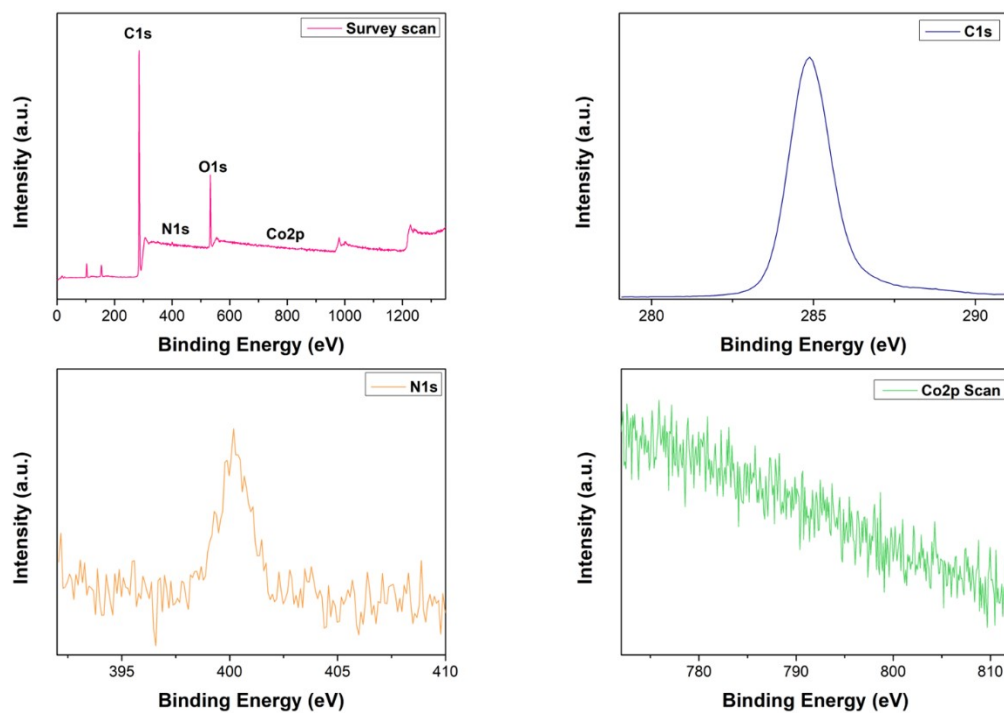 Survey scan
C1s
O1s
N1s
Co2p
Intensity (a.u.)
0 200 400 600 800 1000 1200
Binding Energy (eV)
C1s
Intensity (a.u.)
280 285 290
Binding Energy (eV)
N1s
Intensity (a.u.)
395 400 405 410
Binding Energy (eV)
Co2p Scan
Intensity (a.u.)
780 790 800 810
Binding Energy (eV)